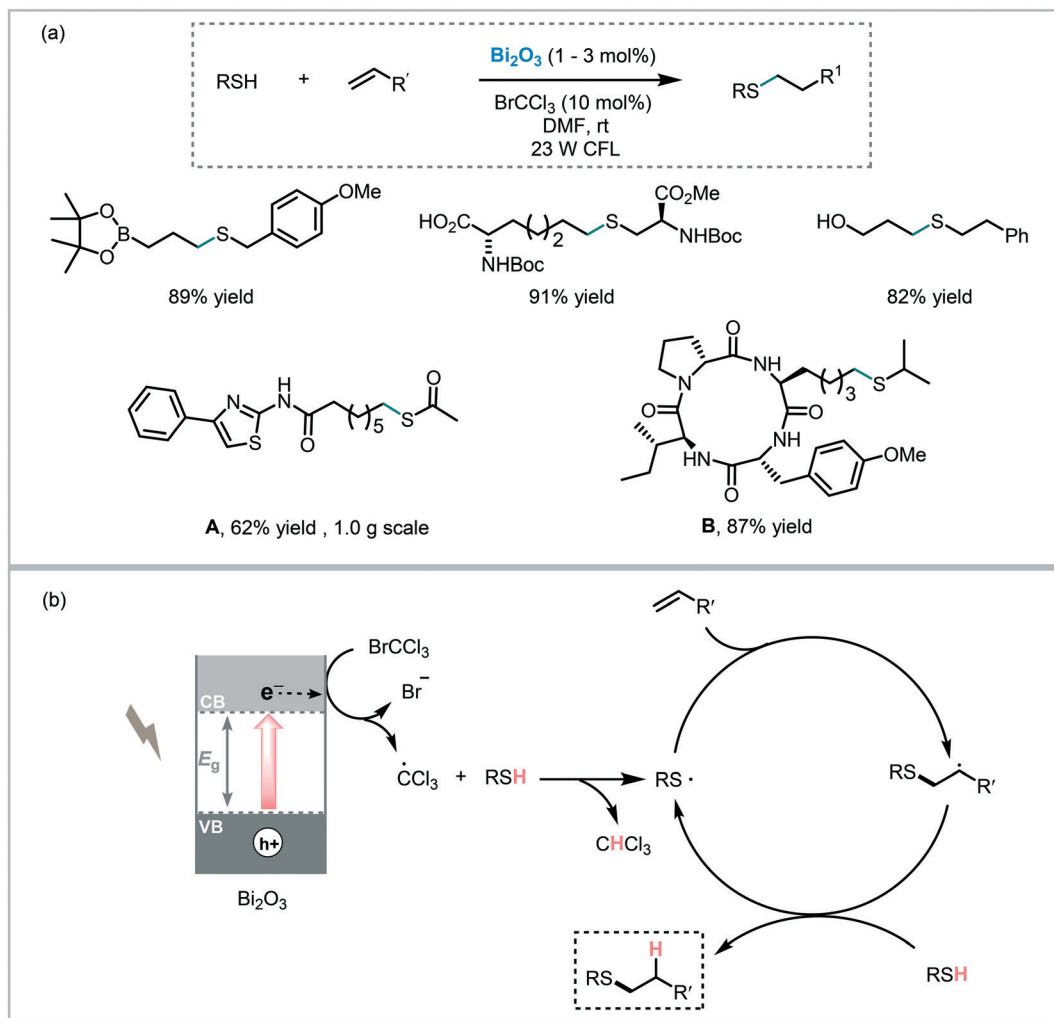 (a)
RSH + R′
Bi₂O₃ (1 - 3 mol%)
BrCCl₃ (10 mol%)
DMF, rt
23 W CFL
RS R¹
O B O S OMe
89% yield
HO₂C NHBoc 2 S CO₂Me NHBoc
91% yield
HO S Ph
82% yield
N S H N O 5 S O
A, 62% yield , 1.0 g scale
O N O HN 3 S O NH O HN OMe
B, 87% yield
(b)
BrCCl₃
Br⁻
CB
e⁻
E_g
VB
h+
Bi₂O₃
·CCl₃ + RSH
CHCl₃
RS·
R′
RS · R′
RSH
H
RS R′